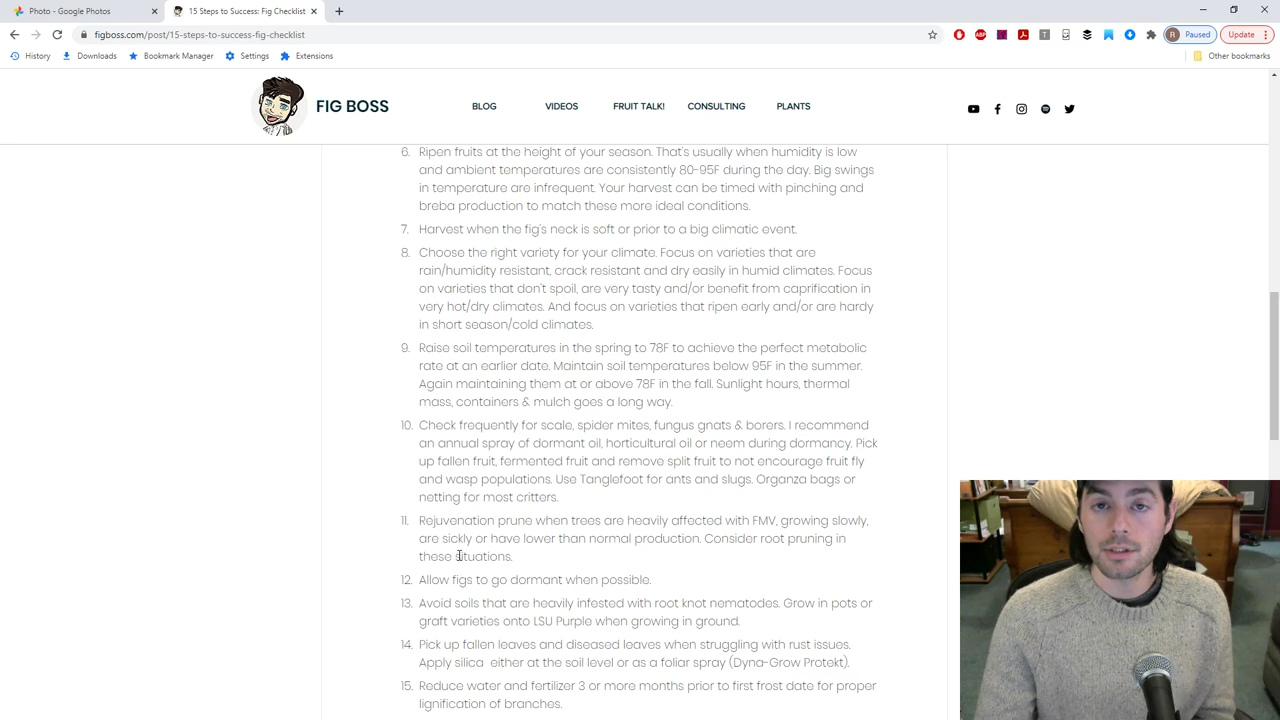 Photo - Google Photos
15 Steps to Success: Fig Checklist
figboss.com/post/15-steps-to-success-fig-checklist
R Paused
Update
History
Downloads
Bookmark Manager
Settings
Extensions
Other bookmarks
FIG BOSS
BLOG
VIDEOS
FRUIT TALK!
CONSULTING
PLANTS
6. Ripen fruits at the height of your season. That's usually when humidity is low
and ambient temperatures are consistently 80-95F during the day. Big swings
in temperature are infrequent. Your harvest can be timed with pinching and
breba production to match these more ideal conditions.
7. Harvest when the fig's neck is soft or prior to a big climatic event.
8. Choose the right variety for your climate. Focus on varieties that are
rain/humidity resistant, crack resistant and dry easily in humid climates. Focus
on varieties that don't spoil, are very tasty and/or benefit from caprification in
very hot/dry climates. And focus on varieties that ripen early and/or are hardy
in short season/cold climates.
9. Raise soil temperatures in the spring to 78F to achieve the perfect metabolic
rate at an earlier date. Maintain soil temperatures below 95F in the summer.
Again maintaining them at or above 78F in the fall. Sunlight hours, thermal
mass, containers & mulch goes a long way.
10. Check frequently for scale, spider mites, fungus gnats & borers. I recommend
an annual spray of dormant oil, horticultural oil or neem during dormancy. Pick
up fallen fruit, fermented fruit and remove split fruit to not encourage fruit fly
and wasp populations. Use Tanglefoot for ants and slugs. Organza bags or
netting for most critters.
11. Rejuvenation prune when trees are heavily affected with FMV, growing slowly,
are sickly or have lower than normal production. Consider root pruning in
these situations.
12. Allow figs to go dormant when possible.
13. Avoid soils that are heavily infested with root knot nematodes. Grow in pots or
graft varieties onto LSU Purple when growing in ground.
14. Pick up fallen leaves and diseased leaves when struggling with rust issues.
Apply silica either at the soil level or as a foliar spray (Dyna-Grow Protekt).
15. Reduce water and fertilizer 3 or more months prior to first frost date for proper
lignification of branches.